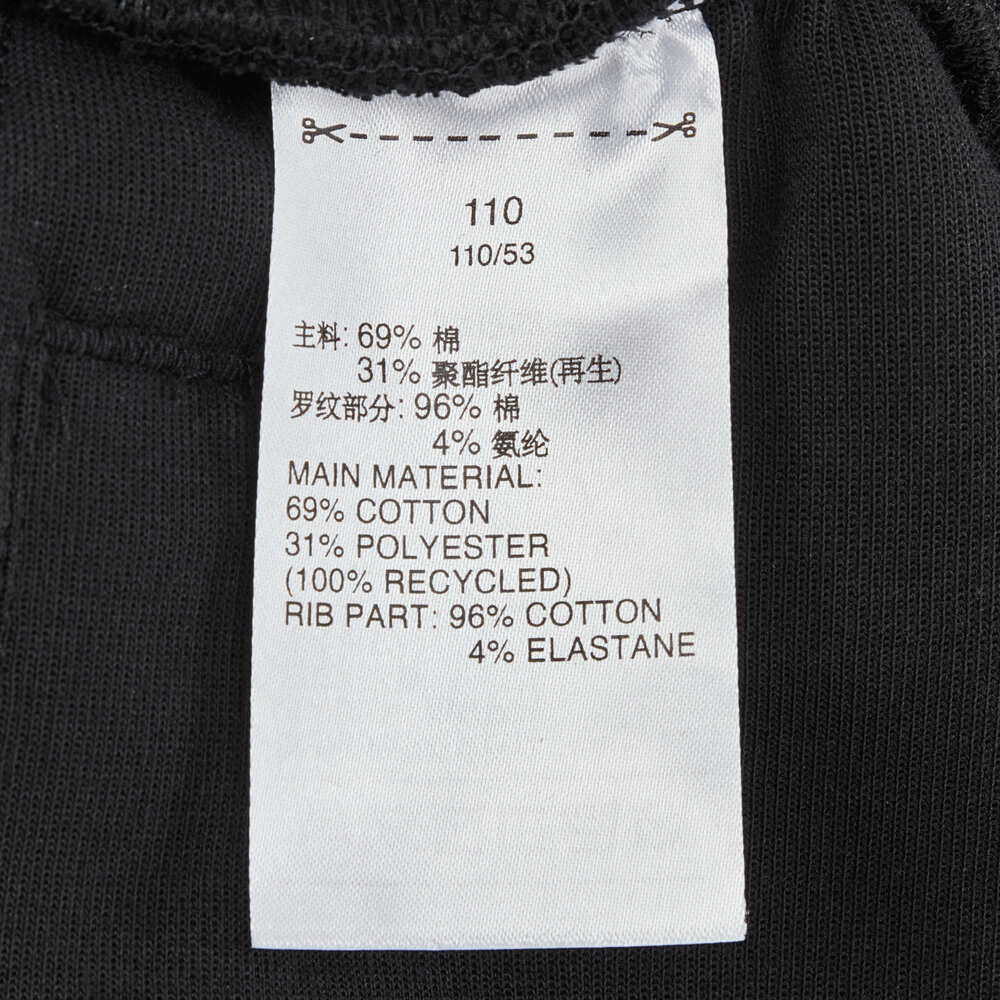 110
110/53
主料: 69% 棉
31% 聚酯纤维(再生)
罗纹部分: 96% 棉
4% 氨纶
MAIN MATERIAL:
69% COTTON
31% POLYESTER
(100% RECYCLED)
RIB PART: 96% COTTON
4% ELASTANE